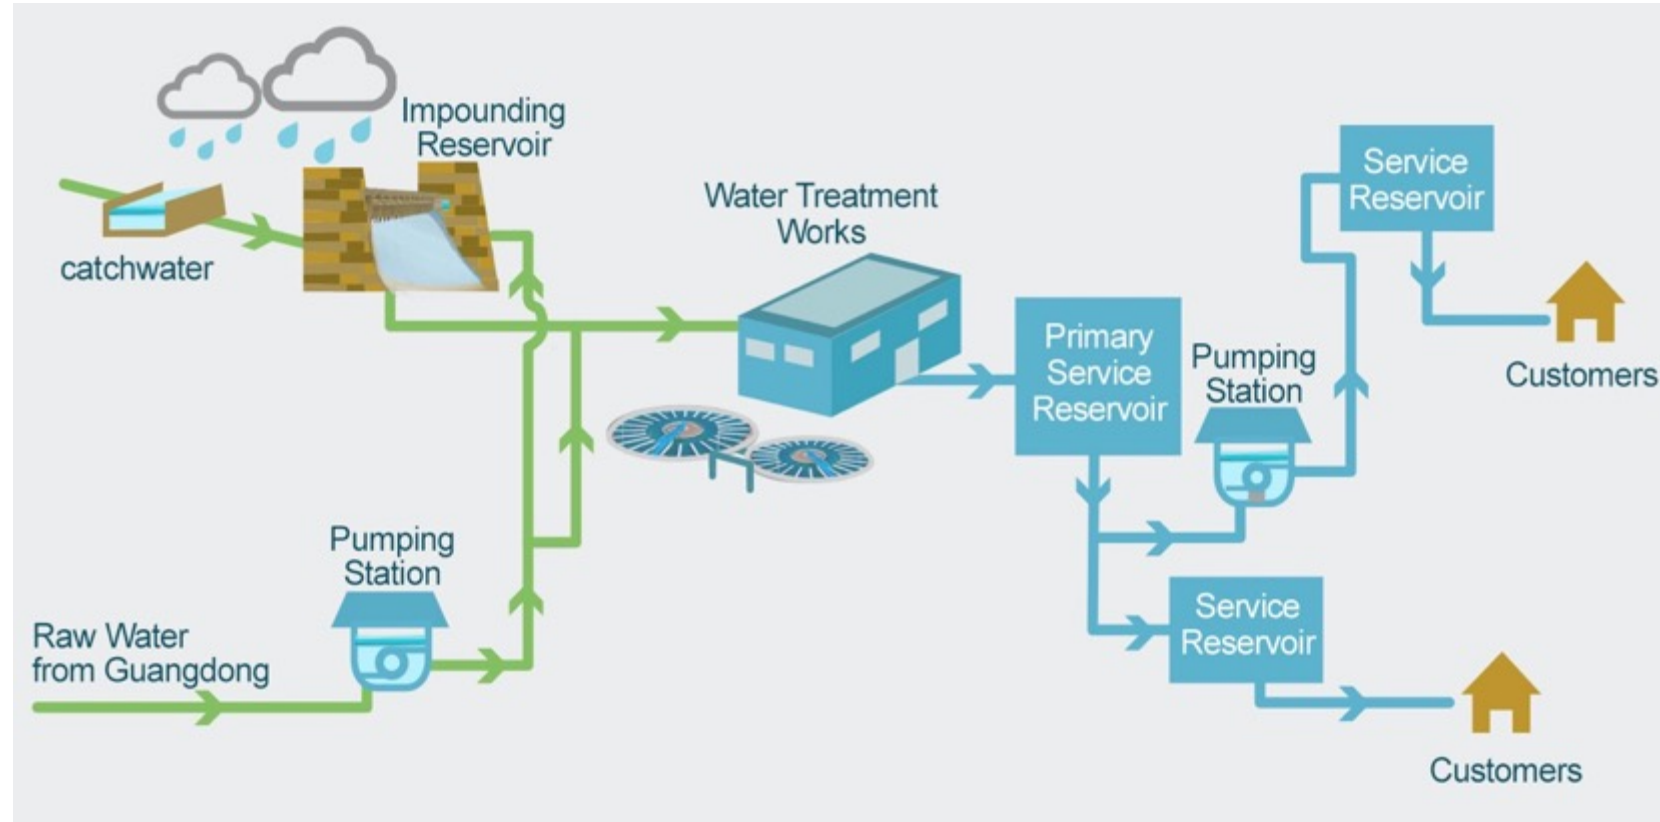 Impounding
Reservoir
catchwater
Water Treatment
Works
Service
Reservoir
Customers
Primary
Service
Reservoir
Pumping
Station
Pumping
Station
Raw Water
from Guangdong
Service
Reservoir
Customers